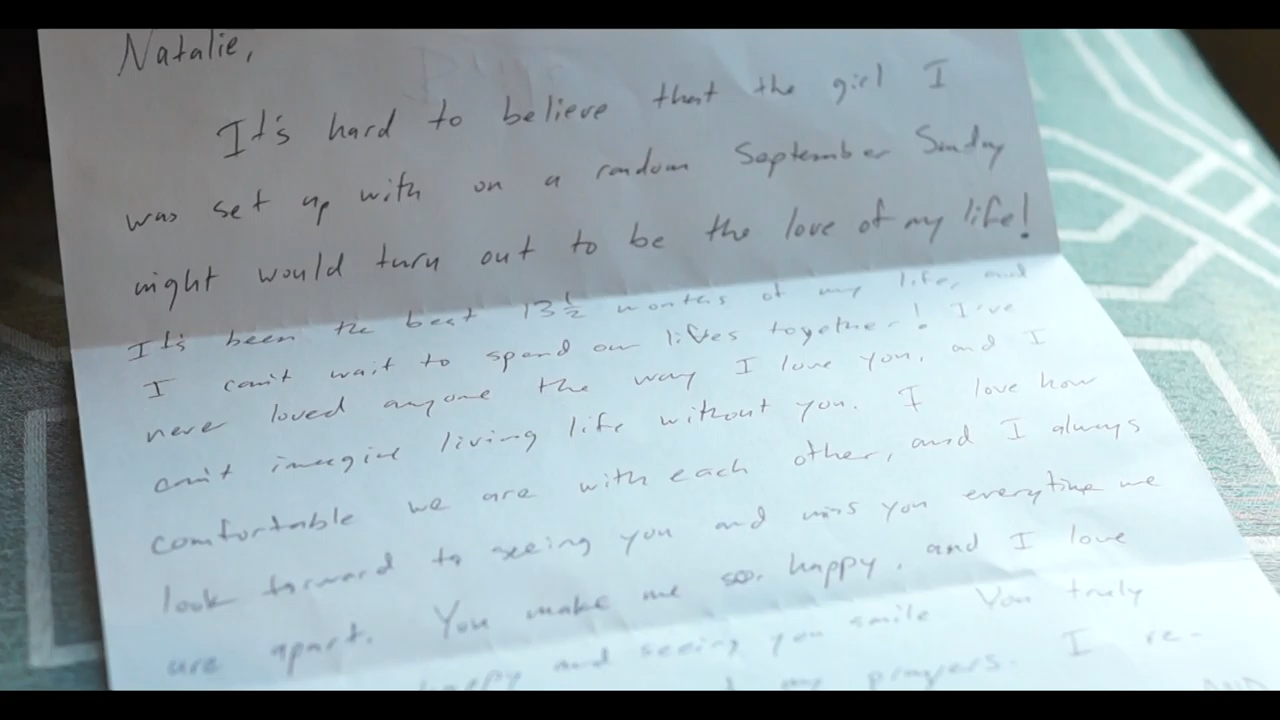 Natalie,
It's hard to believe that the girl I
was set up with on a random September Sunday
night would turn out to be the love of my life!
It's been the best 13 1/2 months of my life, and
I can't wait to spend our lives together! I've
never loved anyone the way I love you, and I
can't imagine living life without you. I love how
comfortable we are with each other, and I always
look forward to seeing you and miss you everytime we
are apart. You make me so happy, and I love
happy and seeing you smile You truly
my prayers. I re-